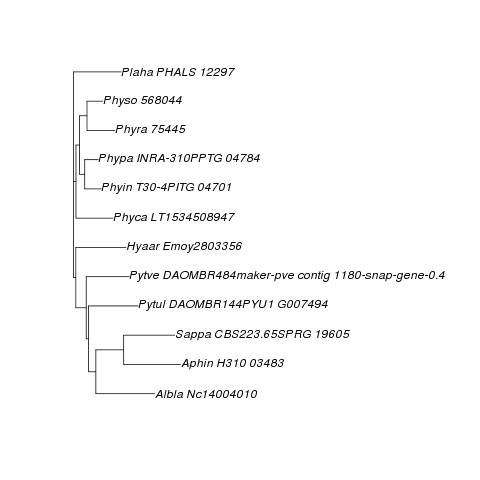 Plaha PHALS 12297
Physo 568044
Phyra 75445
Phypa INRA-310PPTG 04784
Phyin T30-4PITG 04701
Phyca LT1534508947
Hyaar Emoy2803356
Pytve DAOMBR484maker-pve contig 1180-snap-gene-0.4
Pytul DAOMBR144PYU1 G007494
Sappa CBS223.65SPRG 19605
Aphin H310 03483
Albla Nc14004010